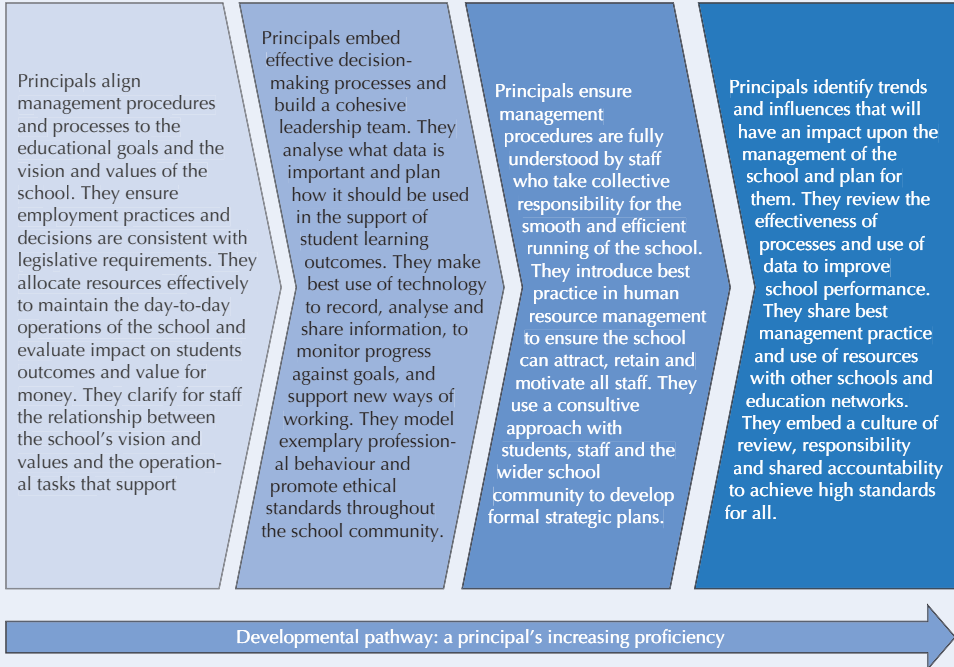 Principals align
management procedures
and processes to the
educational goals and the
vision and values of the
school. They ensure
employment practices and
decisions are consistent with
legislative requirements. They
allocate resources effectively
to maintain the day-to-day
operations of the school and
evaluate impact on students
outcomes and value for
money. They clarify for staff
the relationship between
the school’s vision and
values and the operation-
al tasks that support
Principals embed
effective decision-
making processes and
build a cohesive
leadership team. They
analyse what data is
important and plan
how it should be used
in the support of
student learning
outcomes. They make
best use of technology
to record, analyse and
share information, to
monitor progress
against goals, and
support new ways of
working. They model
exemplary profession-
al behaviour and
promote ethical
standards throughout
the school community.
Principals ensure
management
procedures are fully
understood by staff
who take collective
responsibility for the
smooth and efficient
running of the school.
They introduce best
practice in human
resource management
to ensure the school
can attract, retain and
motivate all staff. They
use a consultive
approach with
students, staff and the
wider school
community to develop
formal strategic plans.
Principals identify trends
and influences that will
have an impact upon the
management of the
school and plan for
them. They review the
effectiveness of
processes and use of
data to improve
school performance.
They share best
management practice
and use of resources
with other schools and
education networks.
They embed a culture of
review, responsibility
and shared accountability
to achieve high standards
for all.
Developmental pathway: a principal’s increasing proficiency